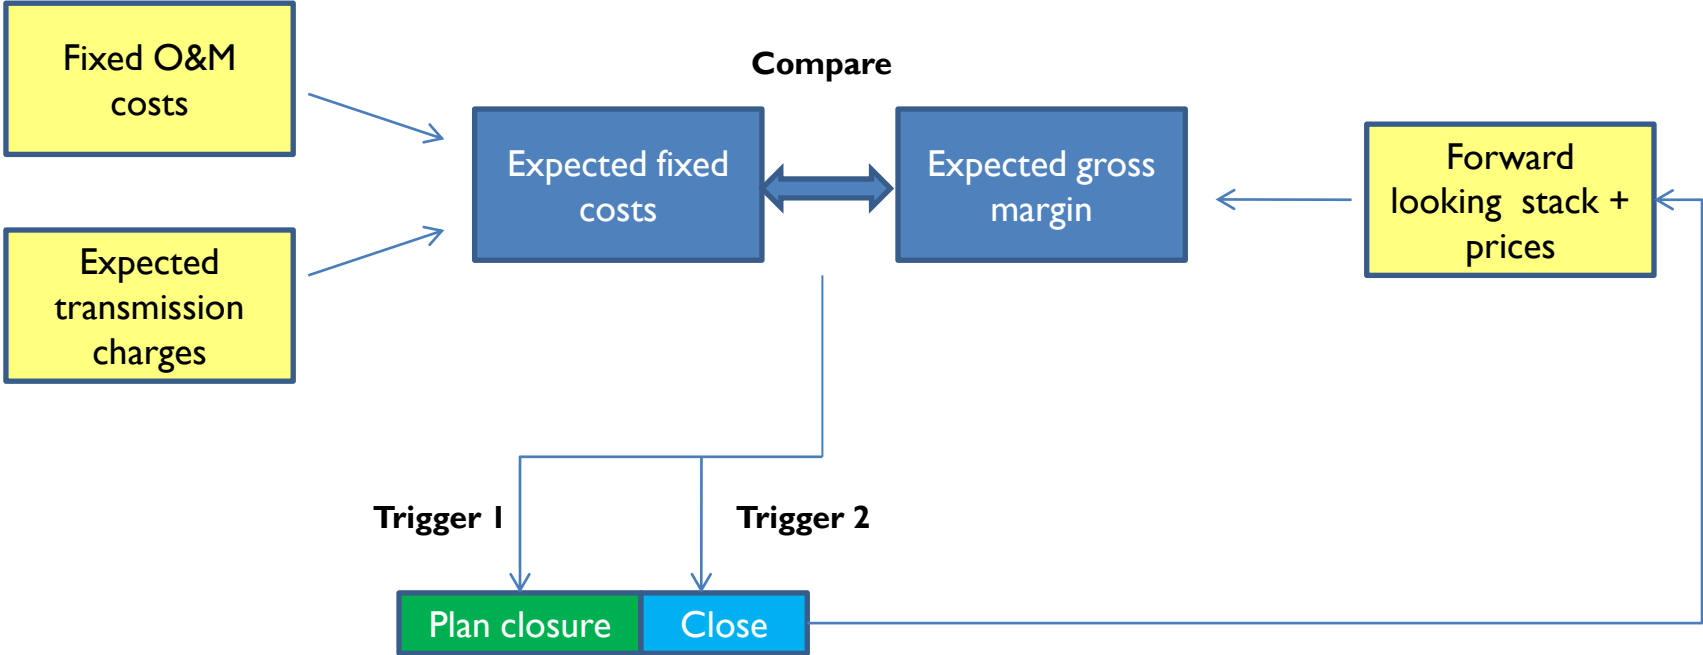 Fixed O&M
costs
Compare
Expected fixed
costs
Expected gross
margin
Forward
looking stack +
prices
Expected
transmission
charges
Trigger 1
Trigger 2
Plan closure
Close